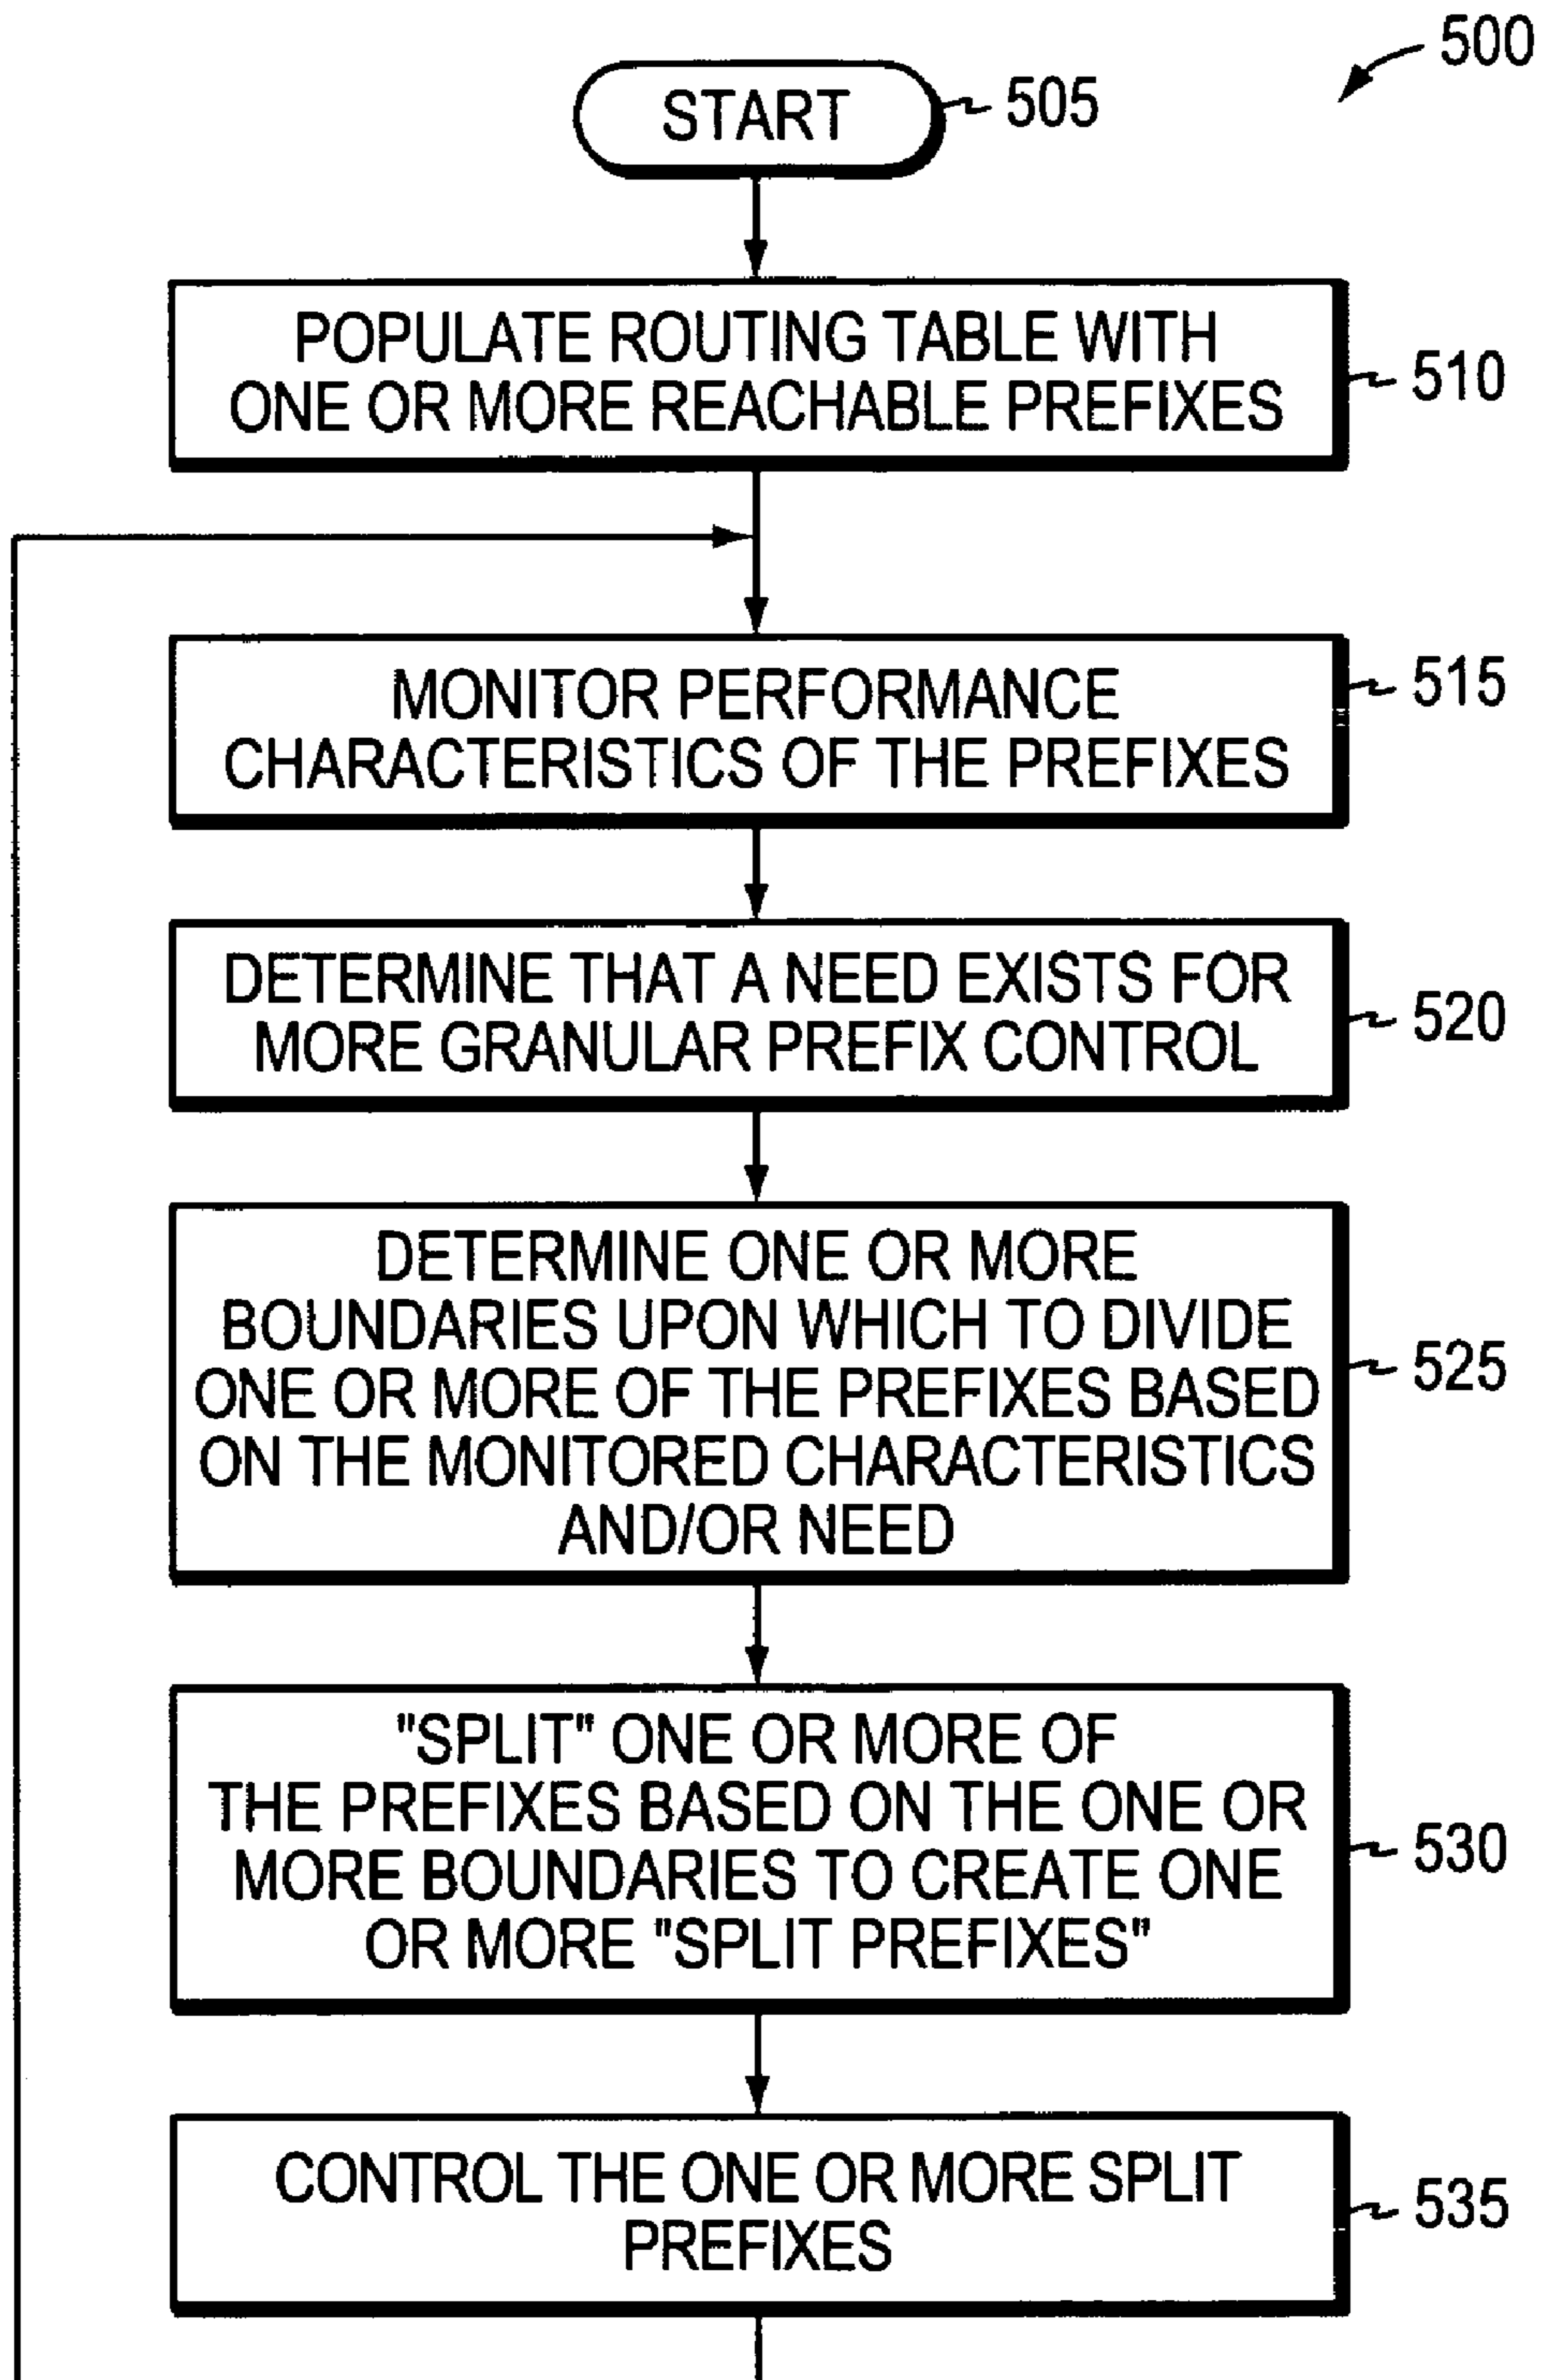 500
START
505
POPULATE ROUTING TABLE WITH
ONE OR MORE REACHABLE PREFIXES
510
MONITOR PERFORMANCE
CHARACTERISTICS OF THE PREFIXES
515
DETERMINE THAT A NEED EXISTS FOR
MORE GRANULAR PREFIX CONTROL
520
DETERMINE ONE OR MORE
BOUNDARIES UPON WHICH TO DIVIDE
ONE OR MORE OF THE PREFIXES BASED
ON THE MONITORED CHARACTERISTICS
AND/OR NEED
525
"SPLIT" ONE OR MORE OF
THE PREFIXES BASED ON THE ONE OR
MORE BOUNDARIES TO CREATE ONE
OR MORE "SPLIT PREFIXES"
530
CONTROL THE ONE OR MORE SPLIT
PREFIXES
535